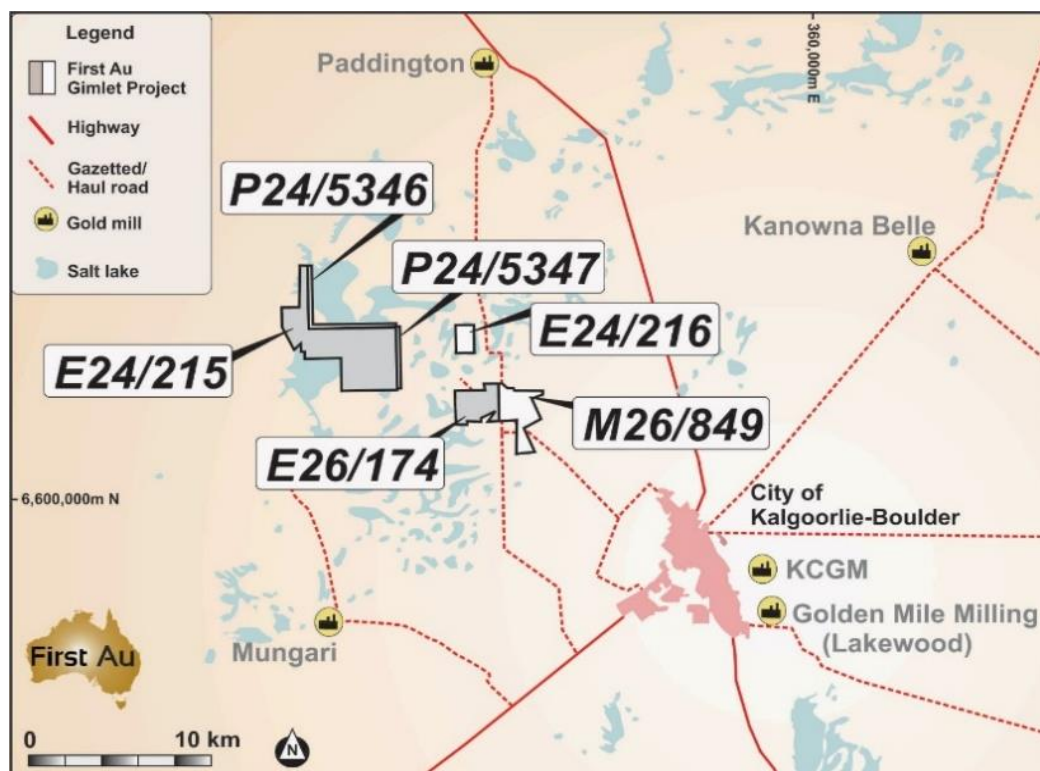 Legend
First Au
Gimlet Project
Highway
Gazetted/
Haul road
Gold mill
Salt lake
Paddington
360,000m E
P24/5346
Kanowna Belle
P24/5347
E24/216
E24/215
M26/849
E26/174
6,600,000m N
City of
Kalgoorlie-Boulder
KCGM
Golden Mile Milling
(Lakewood)
Mungari
First Au
0 10 km
N